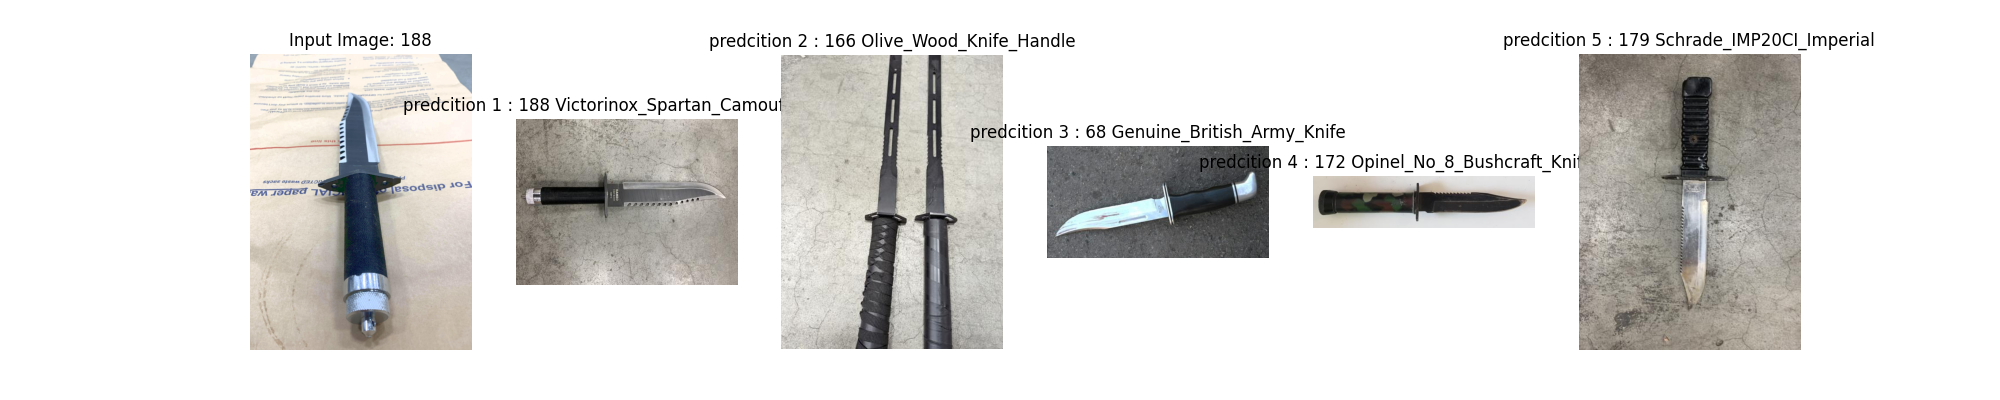 Input Image: 188
predcition 1 : 188 Victorinox_Spartan_Camouf
predcition 2 : 166 Olive_Wood_Knife_Handle
predcition 3 : 68 Genuine_British_Army_Knife
predcition 4 : 172 Opinel_No_8_Bushcraft_Knif
predcition 5 : 179 Schrade_IMP20CI_Imperial
For disposal
paper